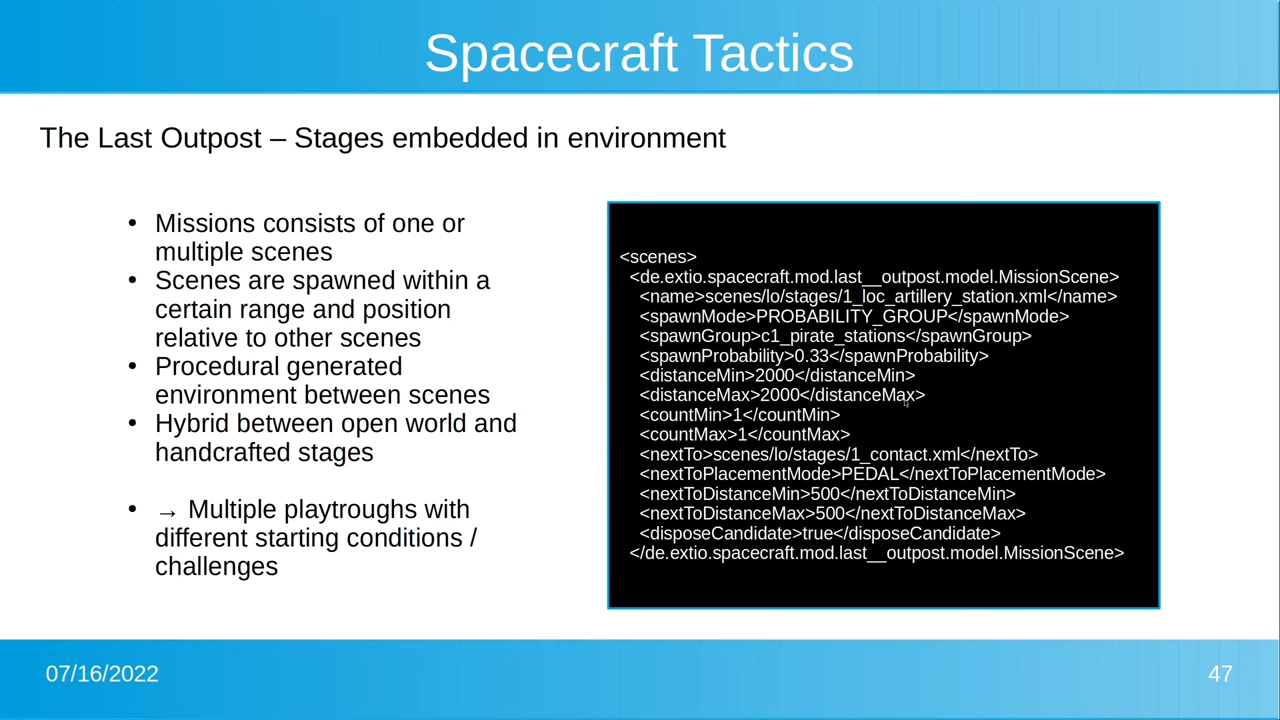 Spacecraft Tactics
The Last Outpost – Stages embedded in environment
• Missions consists of one or
multiple scenes
• Scenes are spawned within a
certain range and position
relative to other scenes
• Procedural generated
environment between scenes
• Hybrid between open world and
handcrafted stages
• → Multiple playtroughs with
different starting conditions /
challenges
<scenes>
<de.extio.spacecraft.mod.last__outpost.model.MissionScene>
<name>scenes/lo/stages/1_loc_artillery_station.xml</name>
<spawnMode>PROBABILITY_GROUP</spawnMode>
<spawnGroup>c1_pirate_stations</spawnGroup>
<spawnProbability>0.33</spawnProbability>
<distanceMin>2000</distanceMin>
<distanceMax>2000</distanceMax>
<countMin>1</countMin>
<countMax>1</countMax>
<nextTo>scenes/lo/stages/1_contact.xml</nextTo>
<nextToPlacementMode>PEDAL</nextToPlacementMode>
<nextToDistanceMin>500</nextToDistanceMin>
<nextToDistanceMax>500</nextToDistanceMax>
<disposeCandidate>true</disposeCandidate>
</de.extio.spacecraft.mod.last__outpost.model.MissionScene>
07/16/2022
47